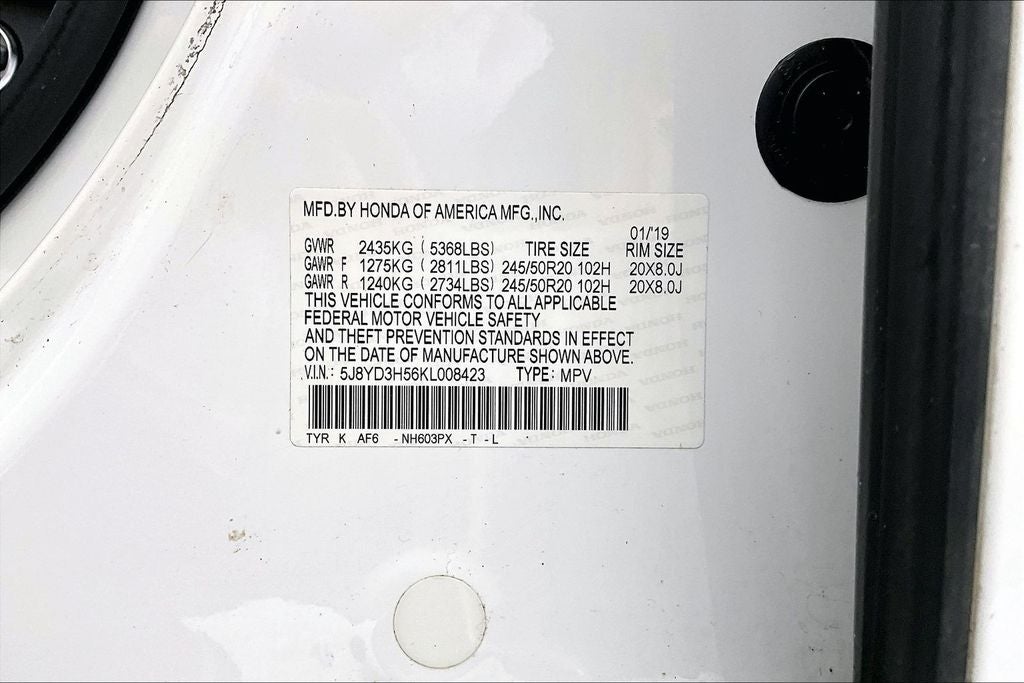 MFD.BY HONDA OF AMERICA MFG.,INC.
01/'19
GVWR 2435KG ( 5368LBS) TIRE SIZE RIM SIZE
GAWR F 1275KG ( 2811LBS) 245/50R20 102H 20X8.0J
GAWR R 1240KG ( 2734LBS) 245/50R20 102H 20X8.0J
THIS VEHICLE CONFORMS TO ALL APPLICABLE
FEDERAL MOTOR VEHICLE SAFETY
AND THEFT PREVENTION STANDARDS IN EFFECT
ON THE DATE OF MANUFACTURE SHOWN ABOVE.
V.I.N.: 5J8YD3H56KL008423 TYPE: MPV
TYR K AF6 -NH603PX -T -L